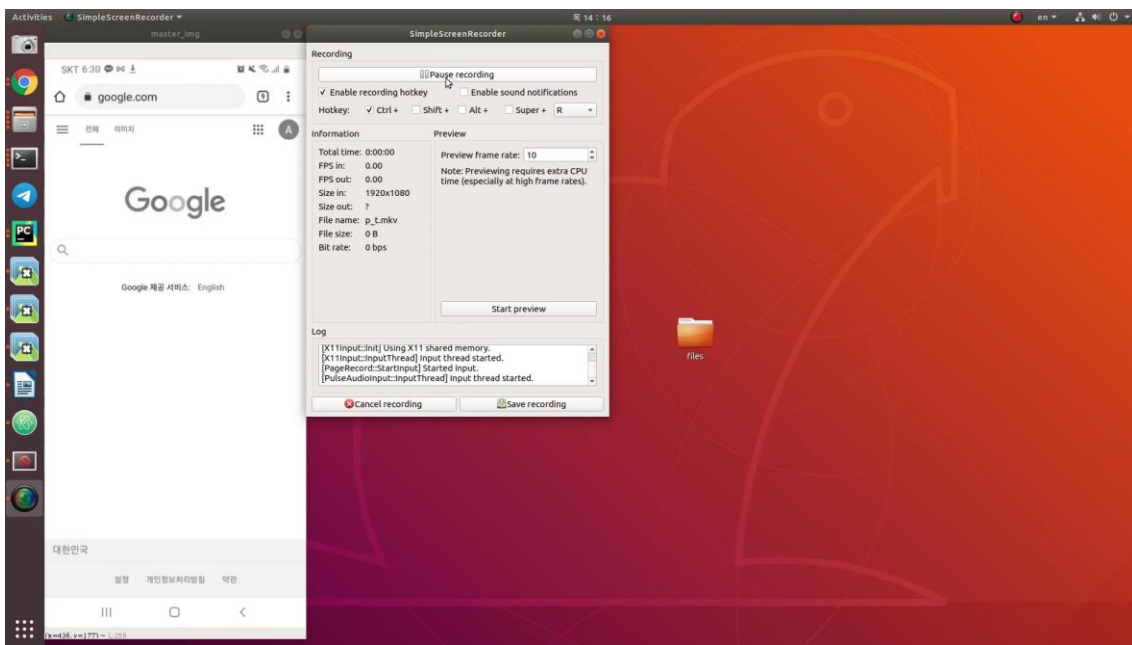 Activities SimpleScreenRecorder
목 14 : 16
en
master_img
SKT 6:30
google.com
9
전체 이미지
A
Google
Google 제공 서비스: English
대한민국
설정 개인정보처리방침 약관
SimpleScreenRecorder
Recording
Pause recording
Enable recording hotkey Enable sound notifications
Hotkey: Ctrl + Shift + Alt + Super + R
Information
Total time: 0:00:00
FPS in: 0.00
FPS out: 0.00
Size in: 1920x1080
Size out: ?
File name: p_t.mkv
File size: 0 B
Bit rate: 0 bps
Preview
Preview frame rate: 10
Note: Previewing requires extra CPU
time (especially at high frame rates).
Start preview
Log
[X11Input::Init] Using X11 shared memory.
[X11Input::InputThread] Input thread started.
[PageRecord::StartInput] Started input.
[PulseAudioInput::InputThread] Input thread started.
Cancel recording Save recording
files
PC